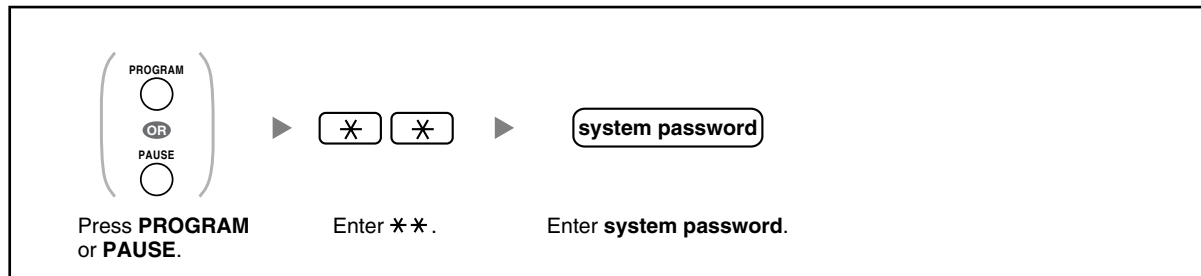 PROGRAM
OR
PAUSE
✳ ✳
system password
Press PROGRAM
or PAUSE.
Enter ✳✳.
Enter system password.